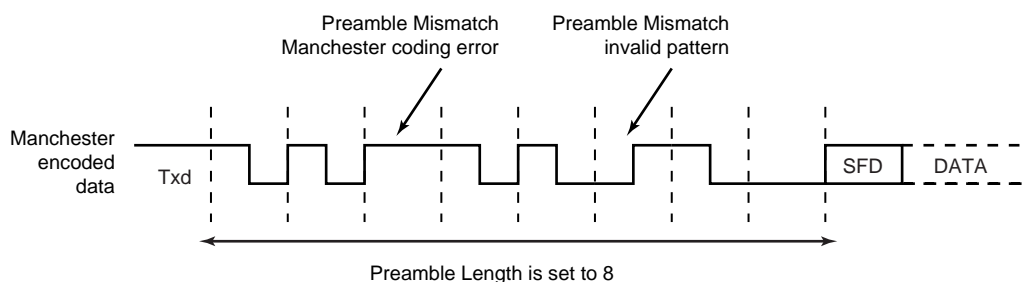 Preamble Mismatch
Manchester coding error
Preamble Mismatch
invalid pattern
Manchester
encoded
data
Txd
SFD
DATA
Preamble Length is set to 8